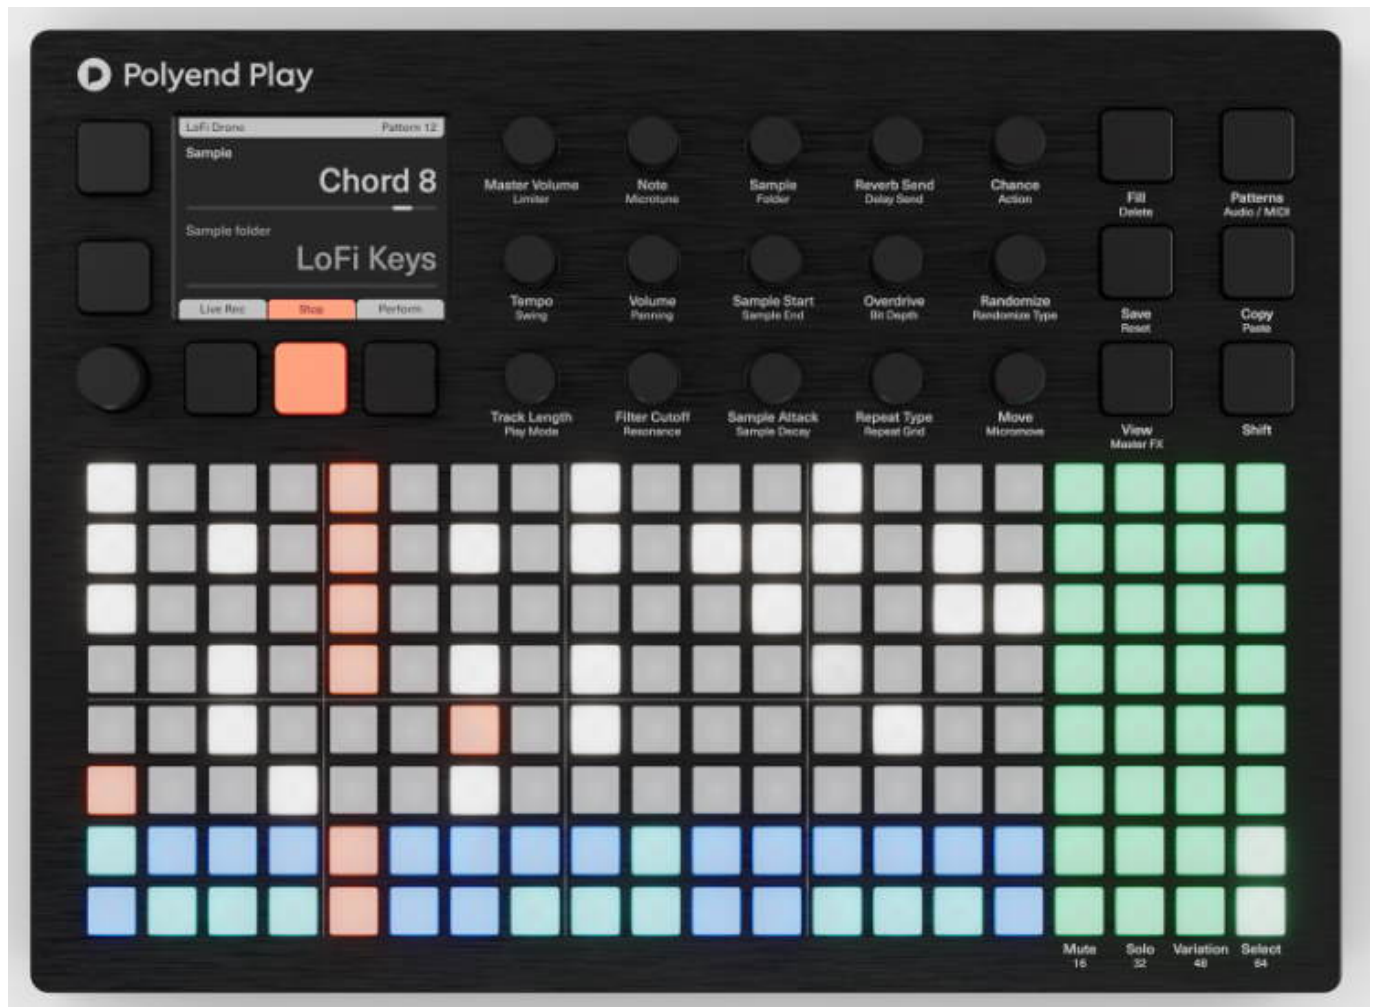 Polyend Play
LoFi Drone Pattern 12
Sample
Chord 8
Sample folder
LoFi Keys
Live Rec Stop Perform
Master Volume Note Sample Reverb Send Chance Fill Patterns
Limiter Microtune Folder Delay Send Action Delete Audio / MIDI
Tempo Volume Sample Start Overdrive Randomize Save Copy
Swing Panning Sample End Bit Depth Randomize Type Reset Paste
Track Length Filter Cutoff Sample Attack Repeat Type Move View Shift
Play Mode Resonance Sample Decay Repeat Grid Micromove Master FX
Mute Solo Variation Select
16 32 48 64